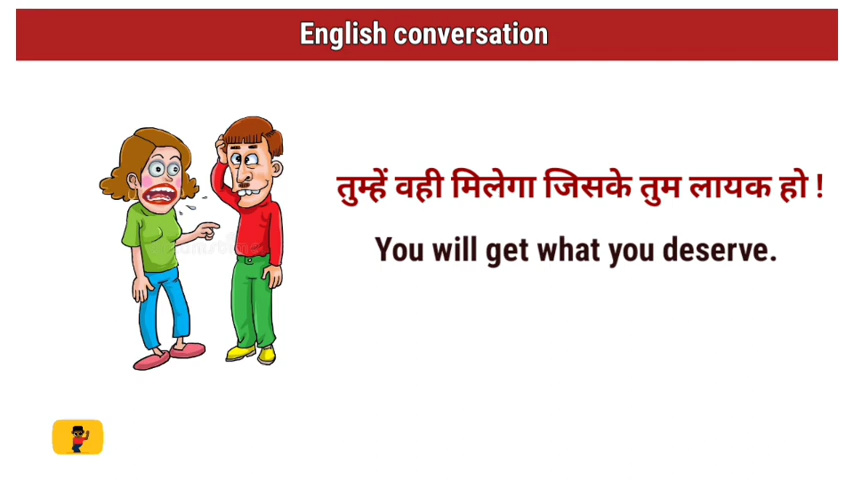 English conversation
तुम्हें वही मिलेगा जिसके तुम लायक हो !
You will get what you deserve.